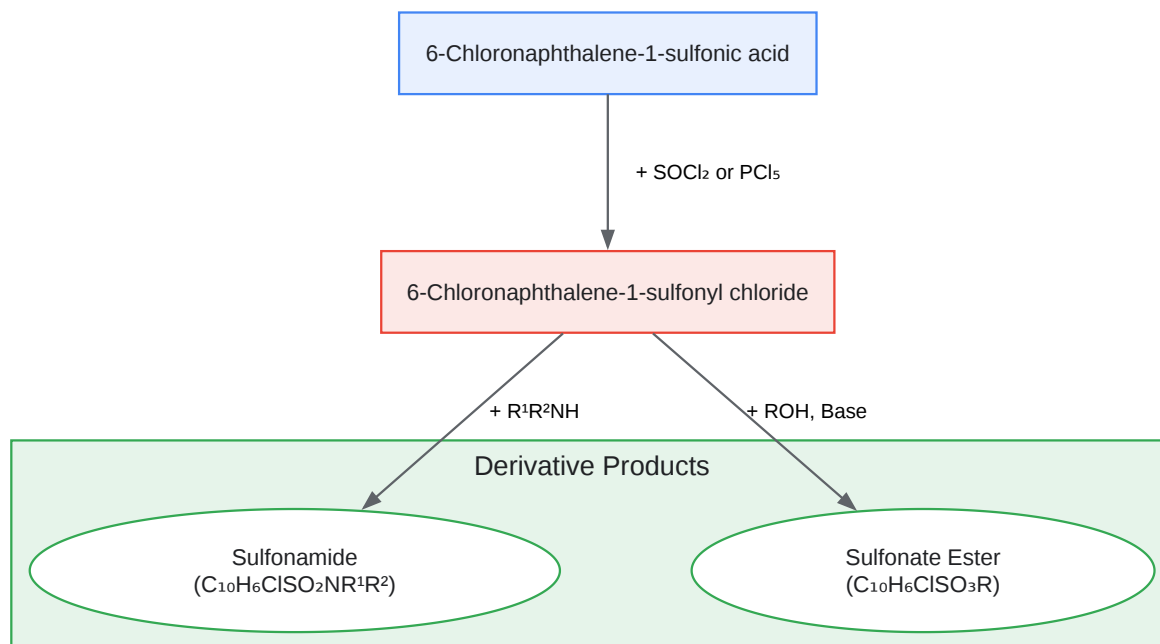 6-Chloronaphthalene-1-sulfonic acid
+ SOCl₂ or PCl₅
6-Chloronaphthalene-1-sulfonyl chloride
+ R¹R²NH
+ ROH, Base
Derivative Products
Sulfonamide
(C₁₀H₆ClSO₂NR¹R²)
Sulfonate Ester
(C₁₀H₆ClSO₃R)